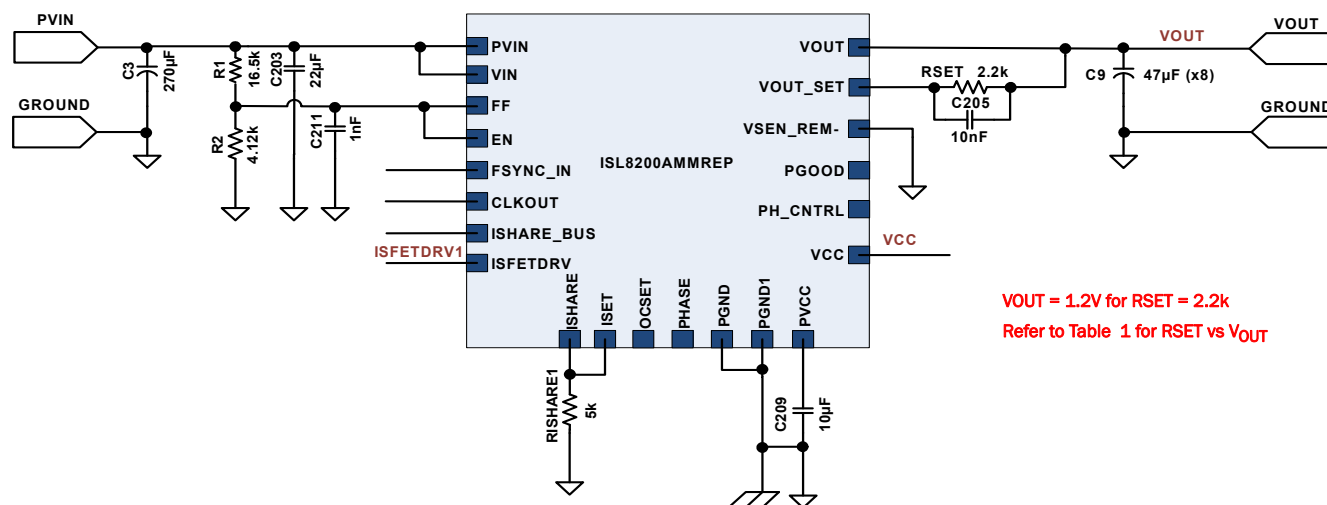 PVIN
C3
270µF
GROUND
R1
16.5k
C203
22µF
R2
4.12k
C211
1nF
PVIN
VIN
FF
EN
FSYNC_IN
CLKOUT
ISHARE_BUS
ISFETDRV1
ISFETDRV
ISL8200AMMREP
VOUT
VOUT_SET
VSEN_REM-
PGOOD
PH_CNTRL
VCC
VCC
ISHARE
ISET
OCSET
PHASE
PGND
PGND1
PVCC
RISHARE1
5k
C209
10µF
RSET 2.2k
C205
10nF
VOUT
VOUT
C9 47µF (x8)
GROUND
VOUT = 1.2V for RSET = 2.2k
Refer to Table 1 for RSET vs VOUT